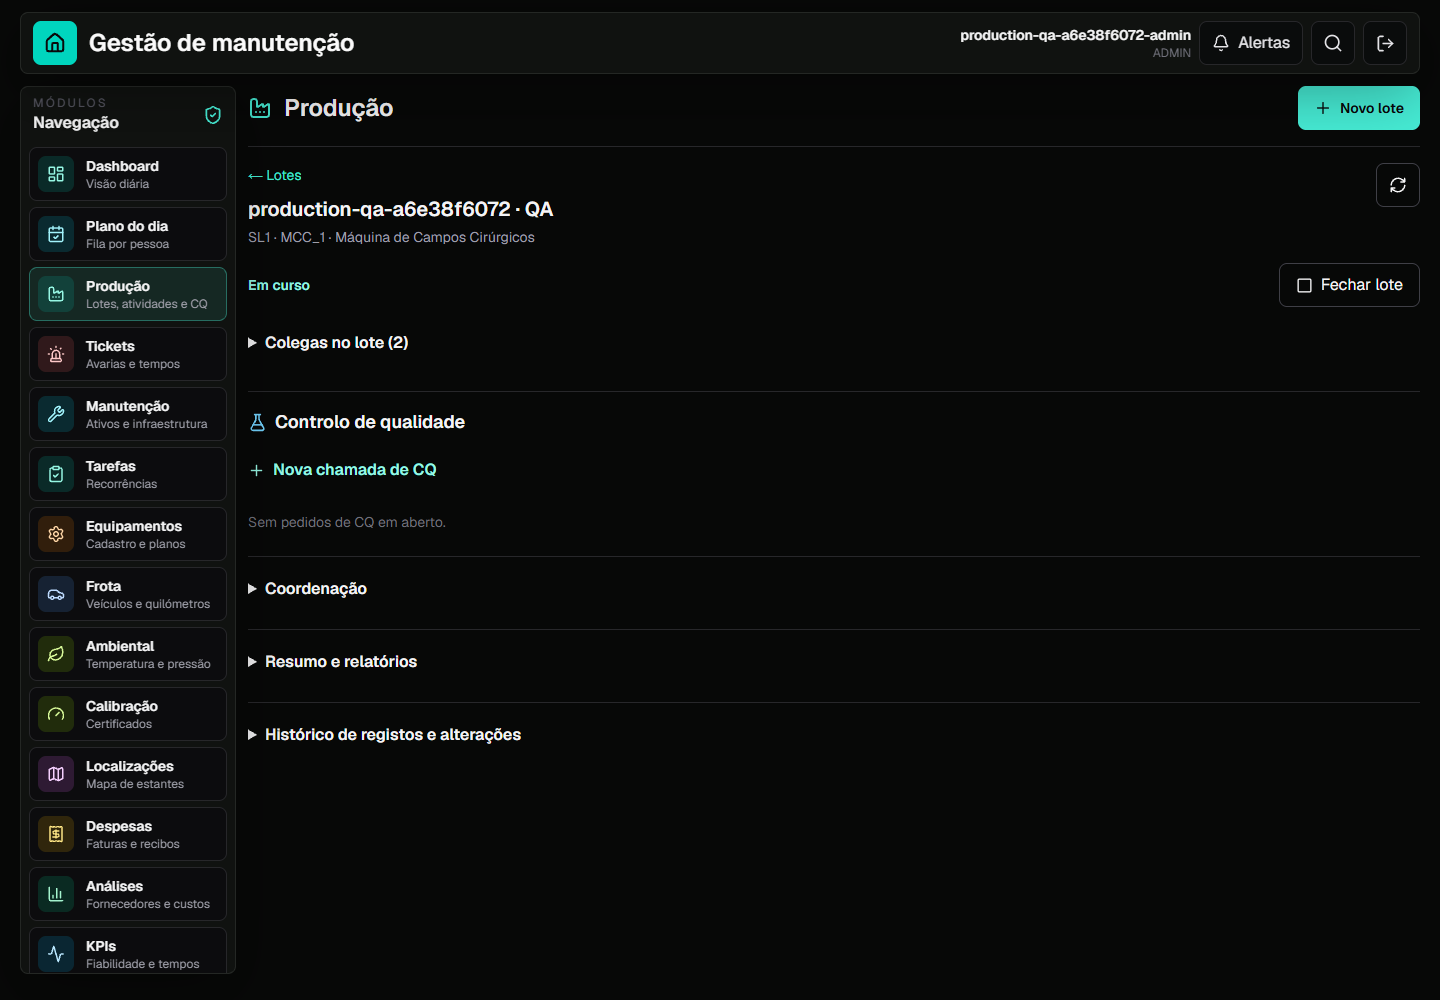 Gestão de manutenção
production-qa-a6e38f6072-admin
ADMIN
Alertas
MÓDULOS
Navegação
Dashboard
Visão diária
Plano do dia
Fila por pessoa
Produção
Lotes, atividades e CQ
Tickets
Avarias e tempos
Manutenção
Ativos e infraestrutura
Tarefas
Recorrências
Equipamentos
Cadastro e planos
Frota
Veículos e quilómetros
Ambiental
Temperatura e pressão
Calibração
Certificados
Localizações
Mapa de estantes
Despesas
Faturas e recibos
Análises
Fornecedores e custos
KPIs
Fiabilidade e tempos
Produção
Novo lote
← Lotes
production-qa-a6e38f6072 · QA
SL1 · MCC_1 · Máquina de Campos Cirúrgicos
Em curso
Fechar lote
Colegas no lote (2)
Controlo de qualidade
Nova chamada de CQ
Sem pedidos de CQ em aberto.
Coordenação
Resumo e relatórios
Histórico de registos e alterações